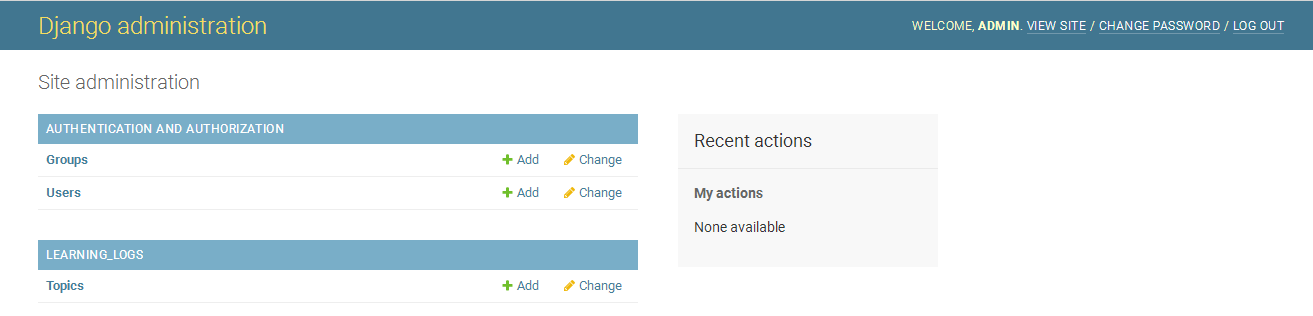 Django administration
WELCOME, ADMIN. VIEW SITE / CHANGE PASSWORD / LOG OUT
Site administration
AUTHENTICATION AND AUTHORIZATION
Groups Add Change
Users Add Change
LEARNING_LOGS
Topics Add Change
Recent actions
My actions
None available